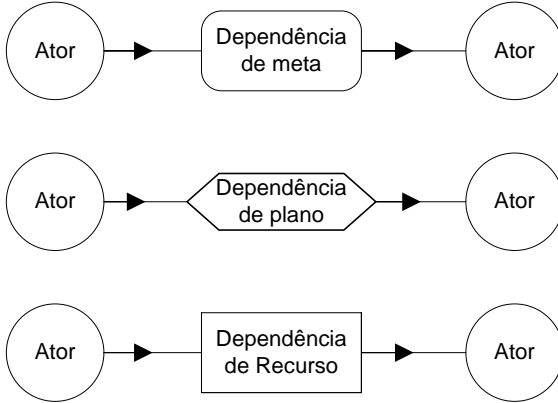 Ator
Dependência
de meta
Ator
Ator
Dependência
de plano
Ator
Ator
Dependência
de Recurso
Ator